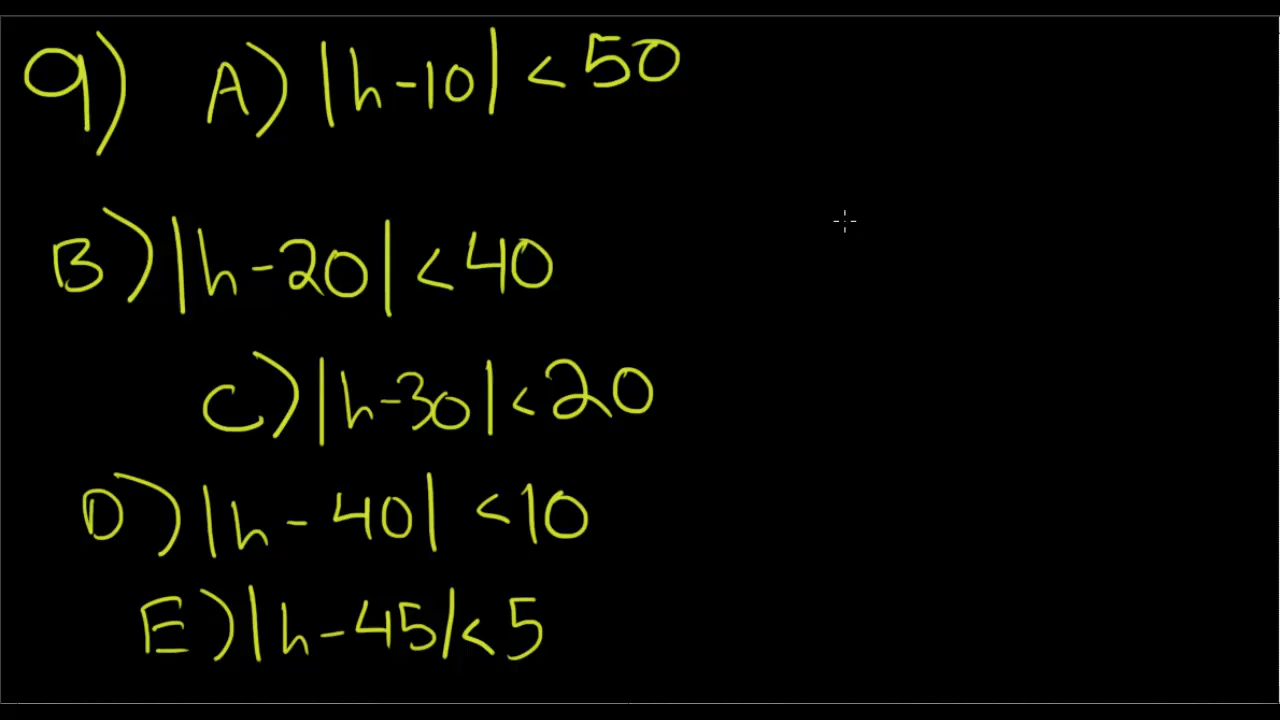 9) A) |h-10| < 50
B) |h-20| < 40
C) |h-30| < 20
D) |h-40| < 10
E) |h-45| < 5